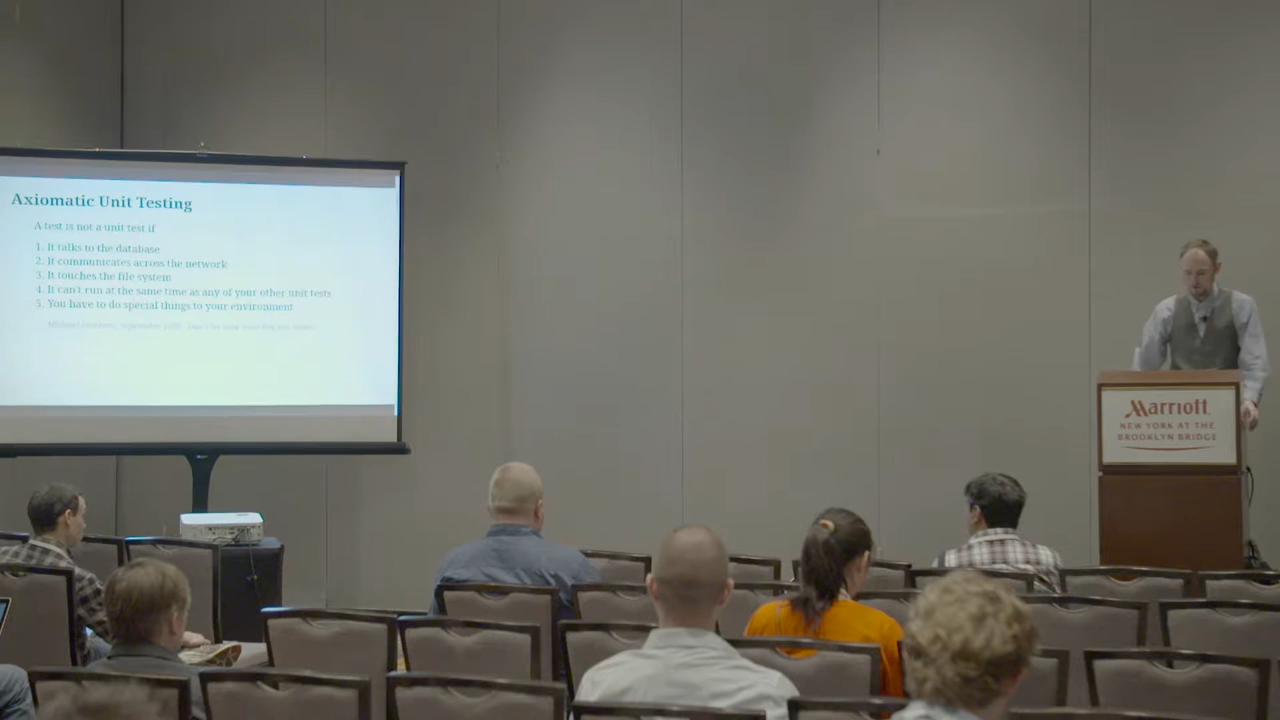 Axiomatic Unit Testing
A test is not a unit test if
1. It talks to the database
2. It communicates across the network
3. It touches the file system
4. It can't run at the same time as any of your other unit tests
5. You have to do special things to your environment
Marriott
NEW YORK AT THE
BROOKLYN BRIDGE